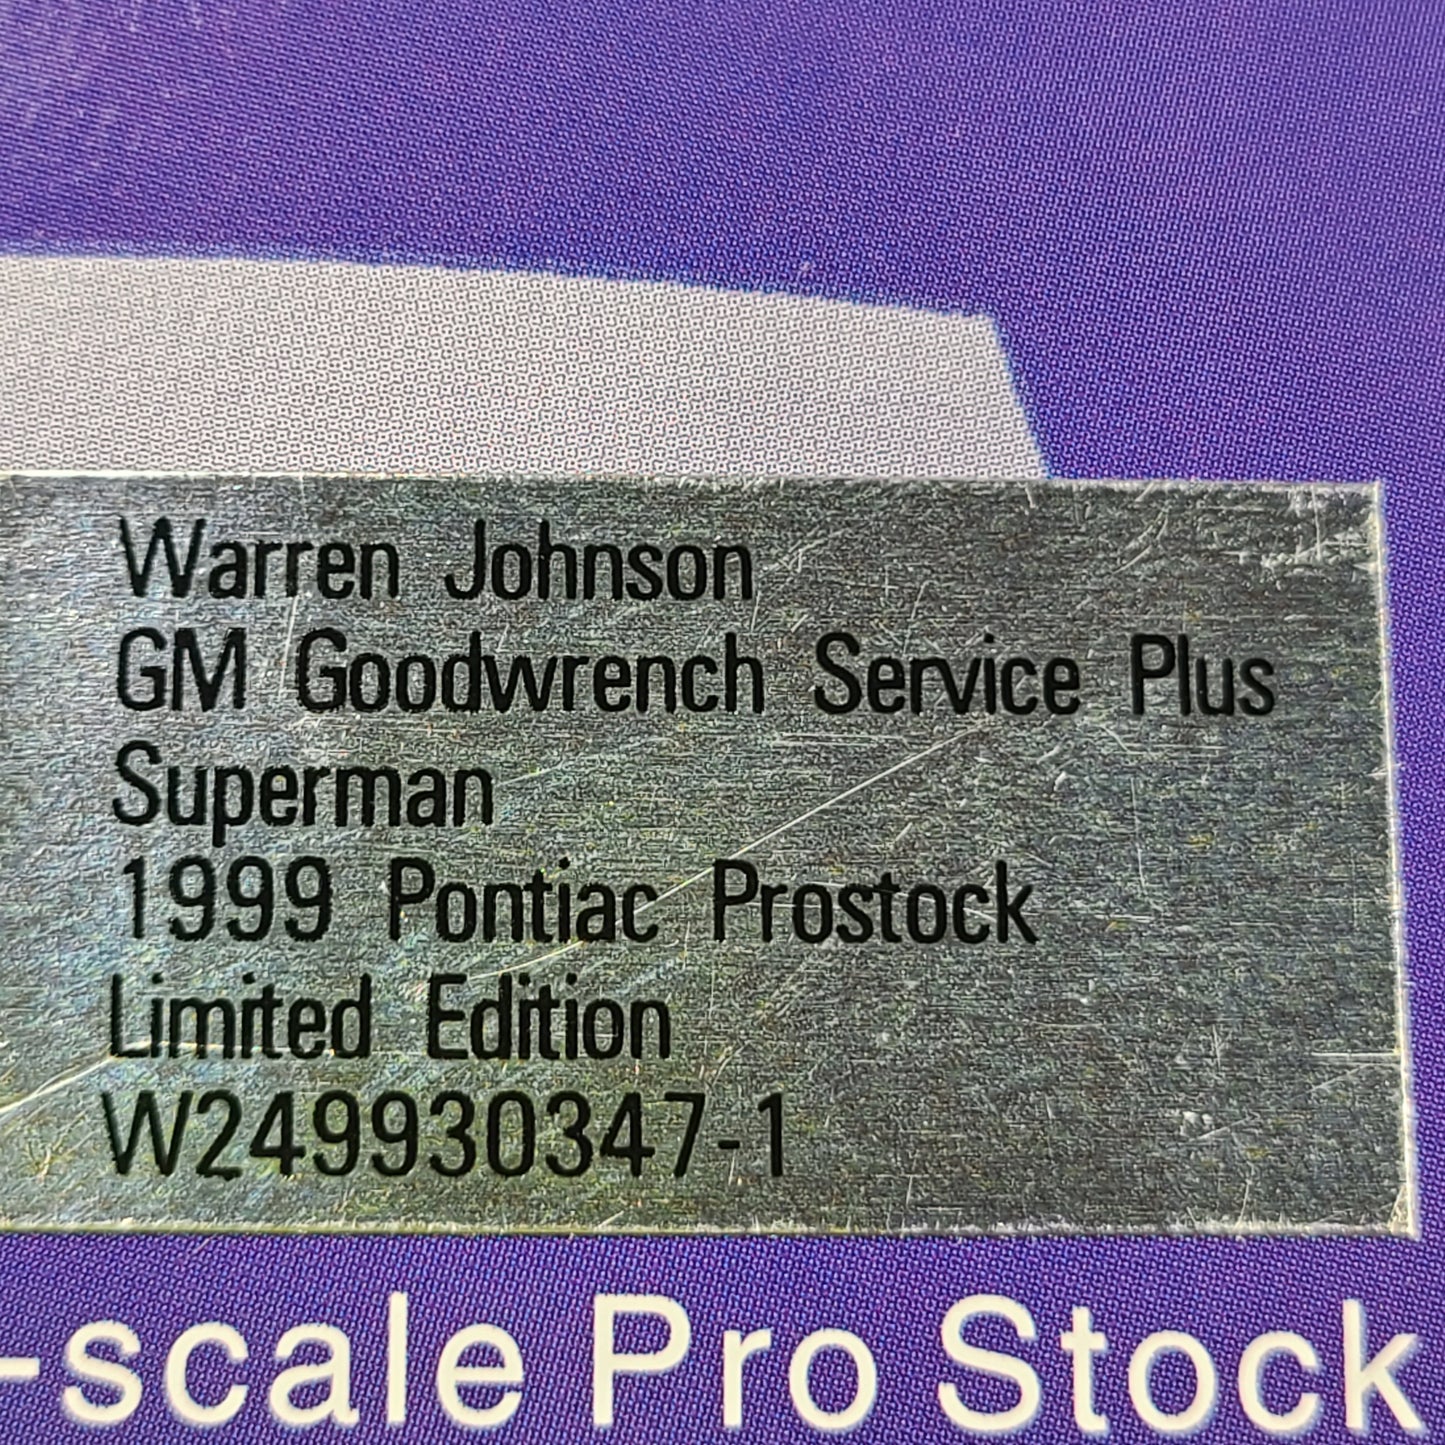 Warren Johnson
GM Goodwrench Service Plus
Superman
1999 Pontiac Prostock
Limited Edition
W249930347-1
-scale Pro Stock